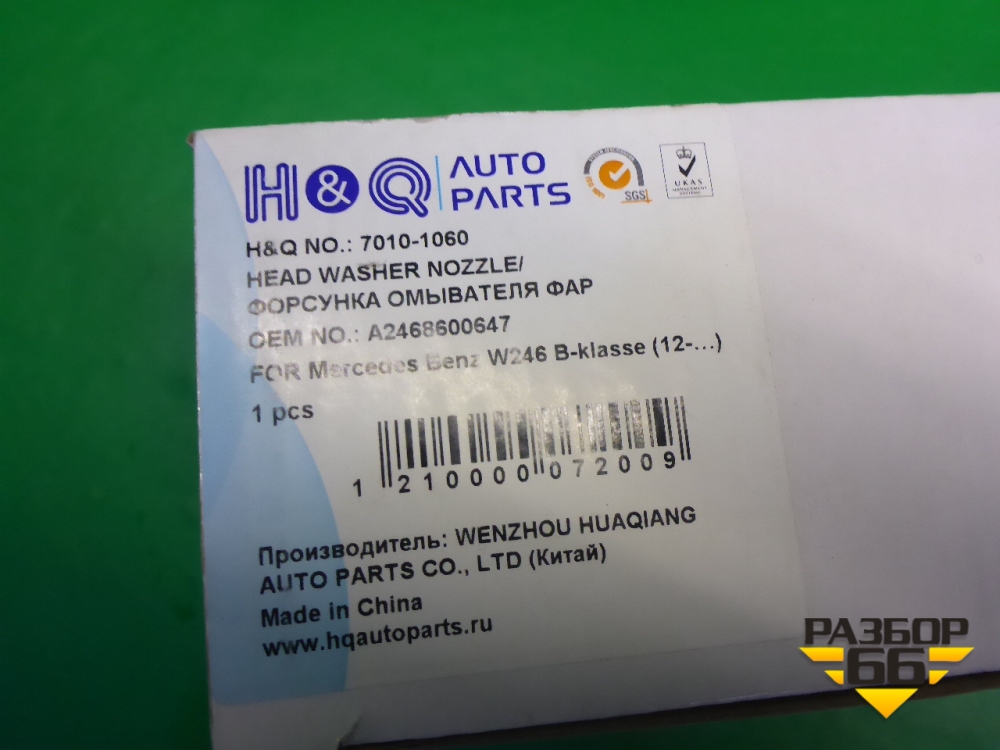 H&Q AUTO PARTS
SGS
UKAS
MANAGEMENT
SYSTEMS
H&Q NO.: 7010-1060
HEAD WASHER NOZZLE/
ФОРСУНКА ОМЫВАТЕЛЯ ФАР
OEM NO.: A2468600647
FOR Mercedes Benz W246 B-klasse (12-...)
1 pcs
1 210000 072009
Производитель: WENZHOU HUAQIANG
AUTO PARTS CO., LTD (Китай)
Made in China
www.hqautoparts.ru
РАЗБОР
66